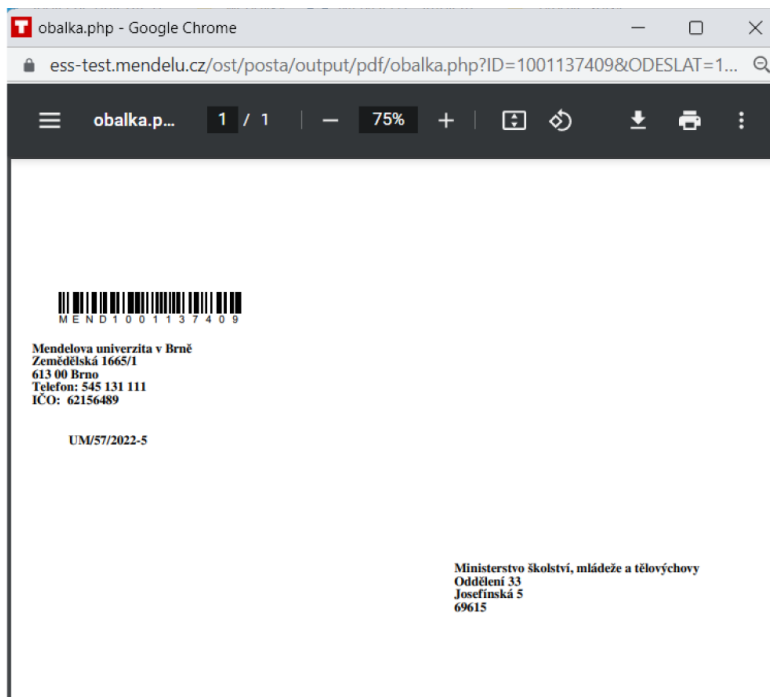 obalka.php - Google Chrome
ess-test.mendelu.cz/ost/posta/output/pdf/obalka.php?ID=1001137409&ODESLAT=1...
obalka.p... 1 / 1 75%
MEND1001137409
Mendelova univerzita v Brně
Zemědělská 1665/1
613 00 Brno
Telefon: 545 131 111
IČO: 62156489
UM/57/2022-5
Ministerstvo školství, mládeže a tělovýchovy
Oddělení 33
Josefínská 5
69615